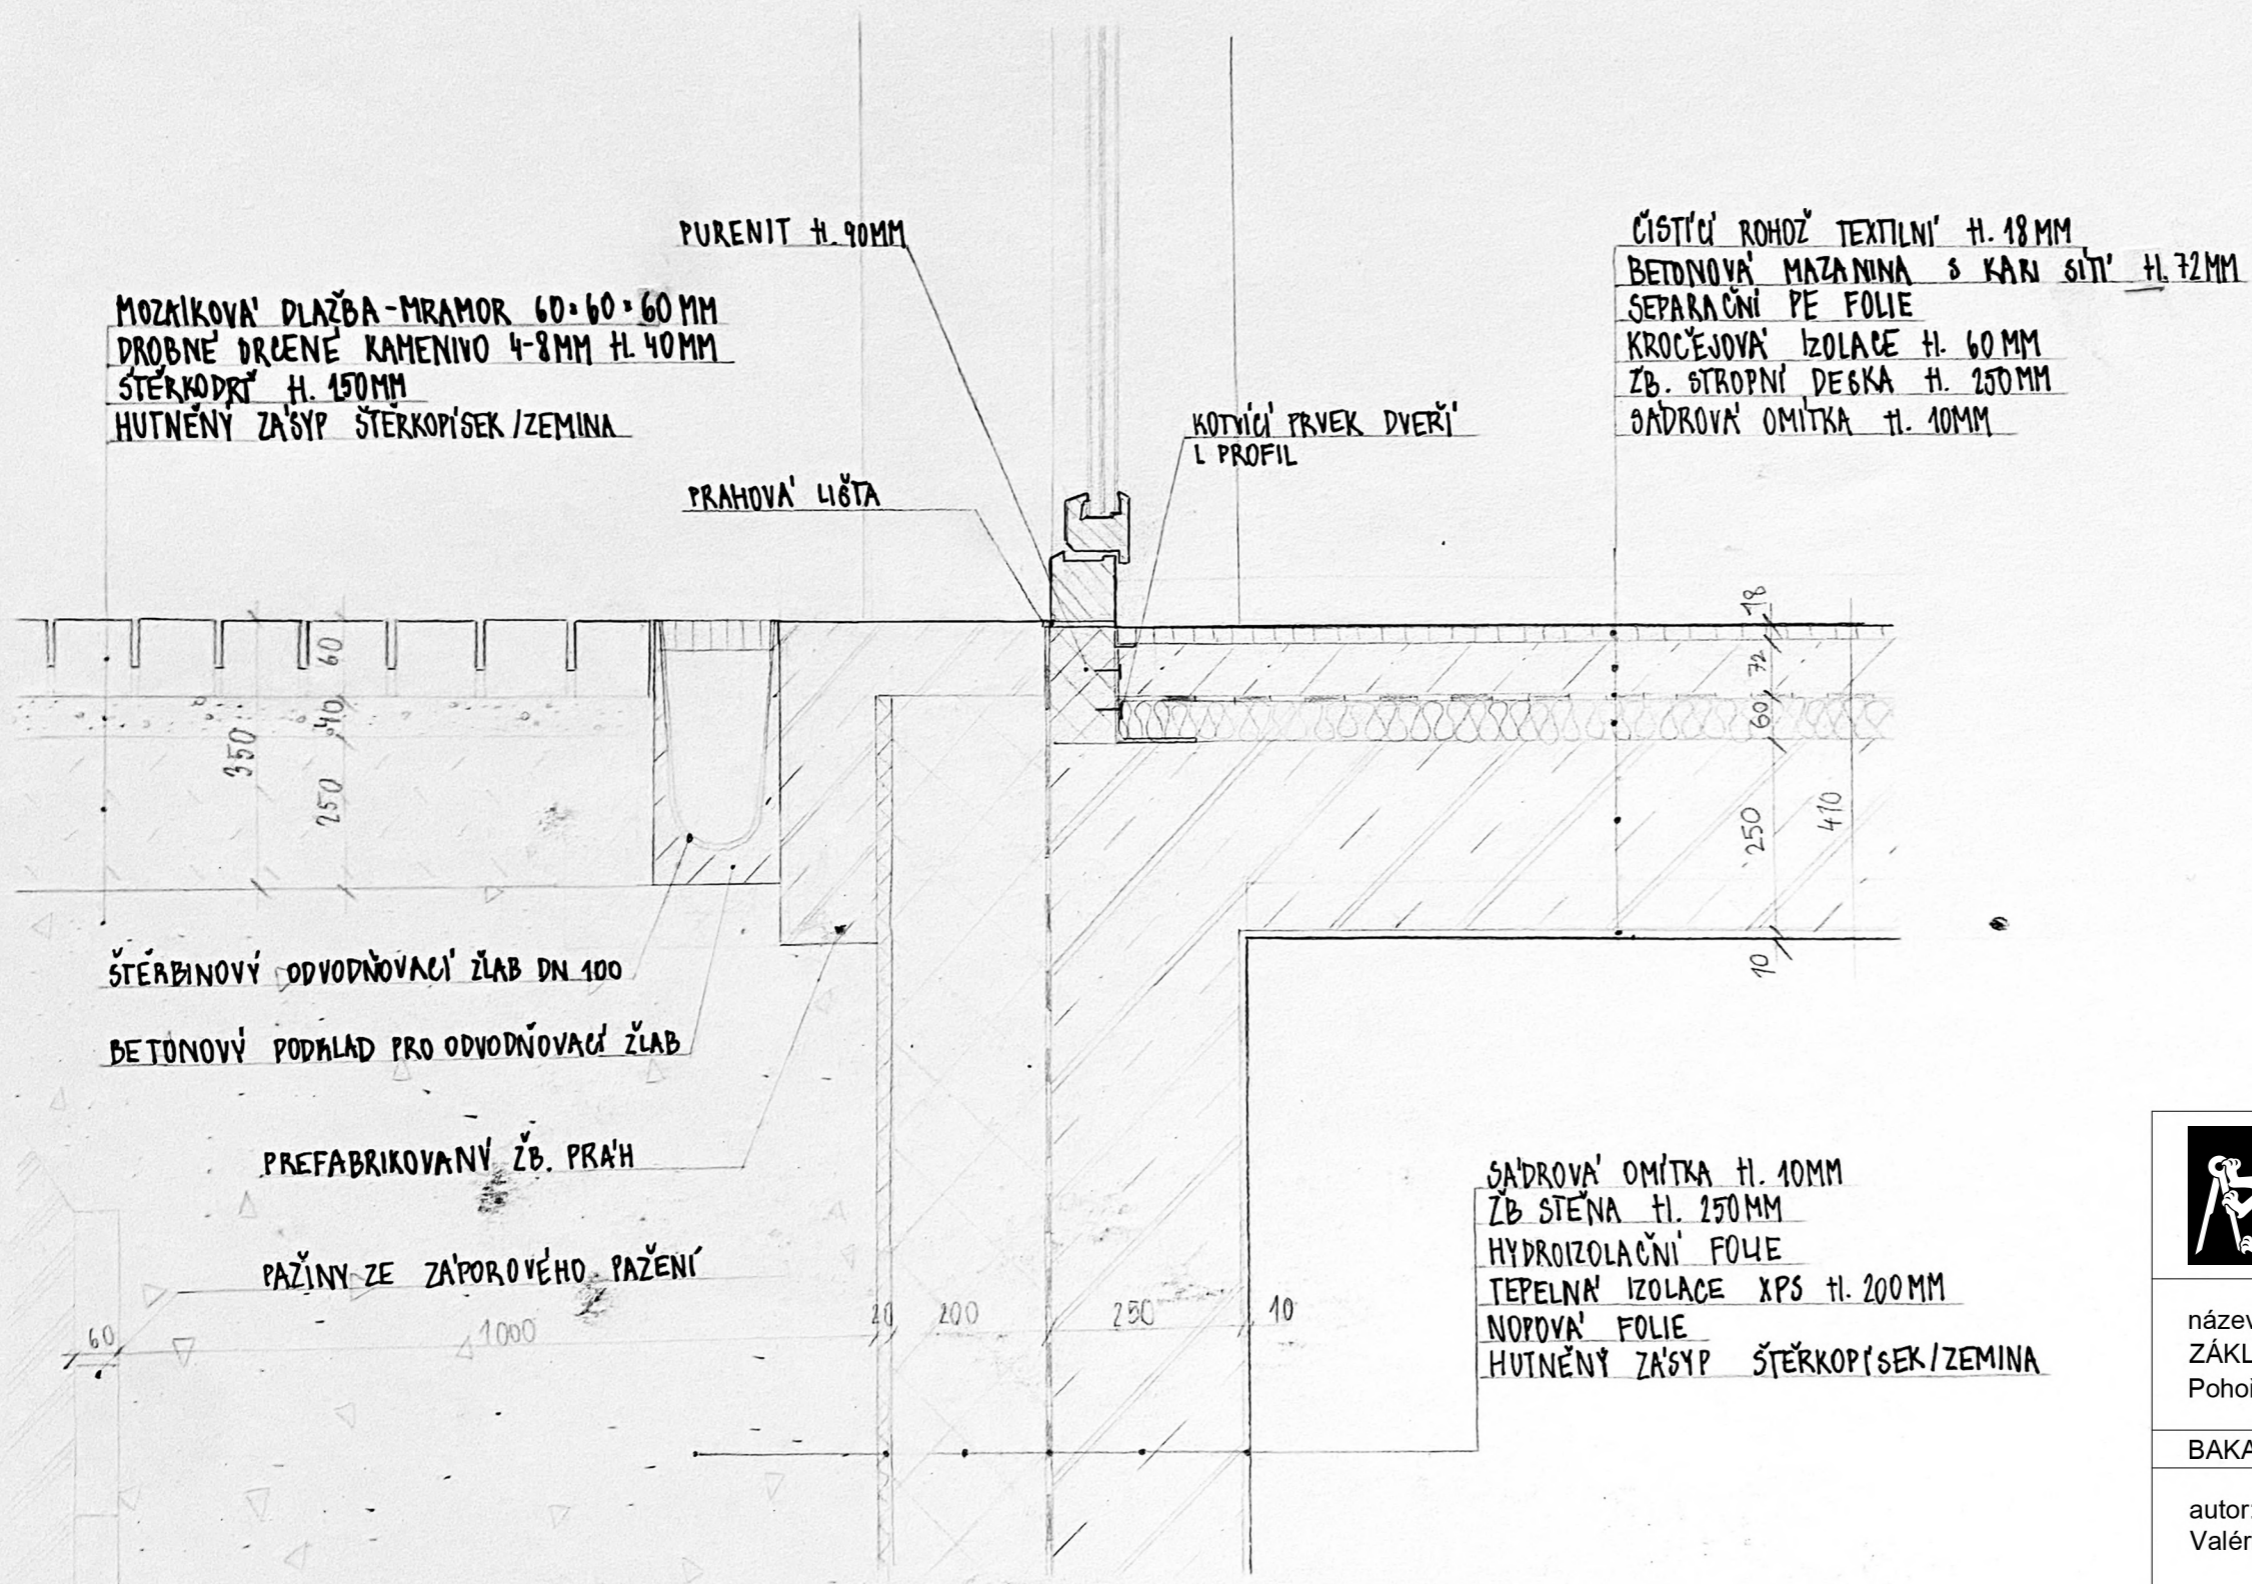 PURENIT tl. 90MM
ČISTÍCÍ ROHOŽ TEXTILNÍ tl. 18MM
BETONOVÁ MAZANINA S KARI SÍTÍ tl. 72MM
SEPARAČNÍ PE FOLIE
KROČEJOVÁ IZOLACE tl. 60MM
ŽB. STROPNÍ DESKA tl. 250MM
SÁDROVÁ OMÍTKA tl. 10MM
MOZAIKOVÁ DLAŽBA-MRAMOR 60×60×60MM
DROBNÉ DRCENÉ KAMENIVO 4-8MM tl. 40MM
ŠTĚRKODRŤ tl. 150MM
HUTNĚNÝ ZÁSYP ŠTĚRKOPÍSEK/ZEMINA
KOTVÍCÍ PRVEK DVEŘÍ
L PROFIL
PRAHOVÁ LIŠTA
60
40
350
250
18
72
60
250
410
10
ŠTĚRBINOVÝ ODVODŇOVACÍ ŽLAB DN 100
BETONOVÝ PODKLAD PRO ODVODŇOVACÍ ŽLAB
PREFABRIKOVANÝ ŽB. PRÁH
PAŽINY ZE ZÁPOROVÉHO PAŽENÍ
60
1000
20
200
250
10
SÁDROVÁ OMÍTKA tl. 10MM
ŽB STĚNA tl. 250MM
HYDROIZOLAČNÍ FOLIE
TEPELNÁ IZOLACE XPS tl. 200MM
NOPOVÁ FOLIE
HUTNĚNÝ ZÁSYP ŠTĚRKOPÍSEK/ZEMINA
název
ZÁKL
Pohoř
BAKA
autor:
Valér